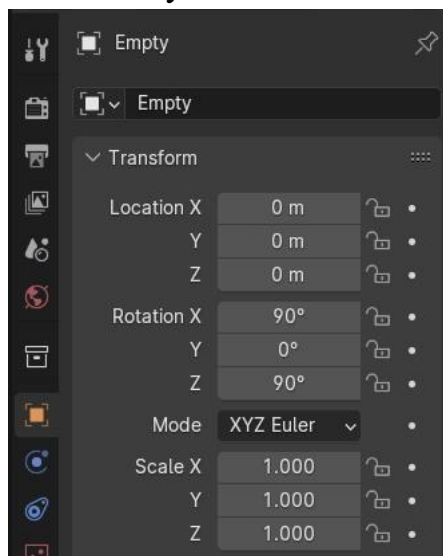 Empty
Empty
Transform
Location X 0 m
Y 0 m
Z 0 m
Rotation X 90°
Y 0°
Z 90°
Mode XYZ Euler
Scale X 1.000
Y 1.000
Z 1.000